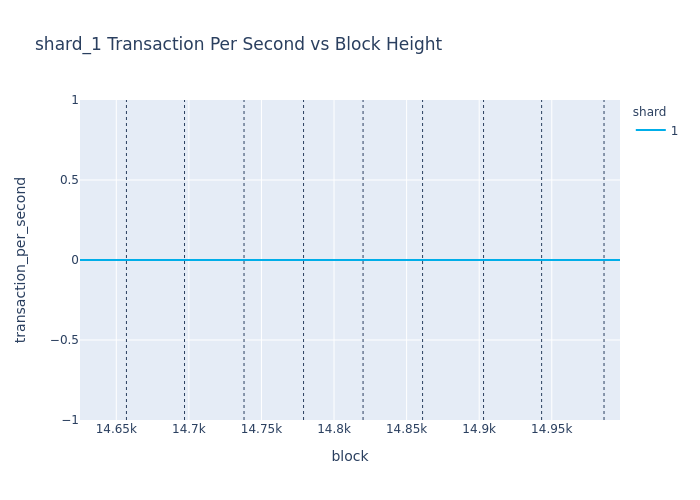 shard_1 Transaction Per Second vs Block Height
shard
1
1
0.5
0
−0.5
−1
transaction_per_second
14.65k 14.7k 14.75k 14.8k 14.85k 14.9k 14.95k
block